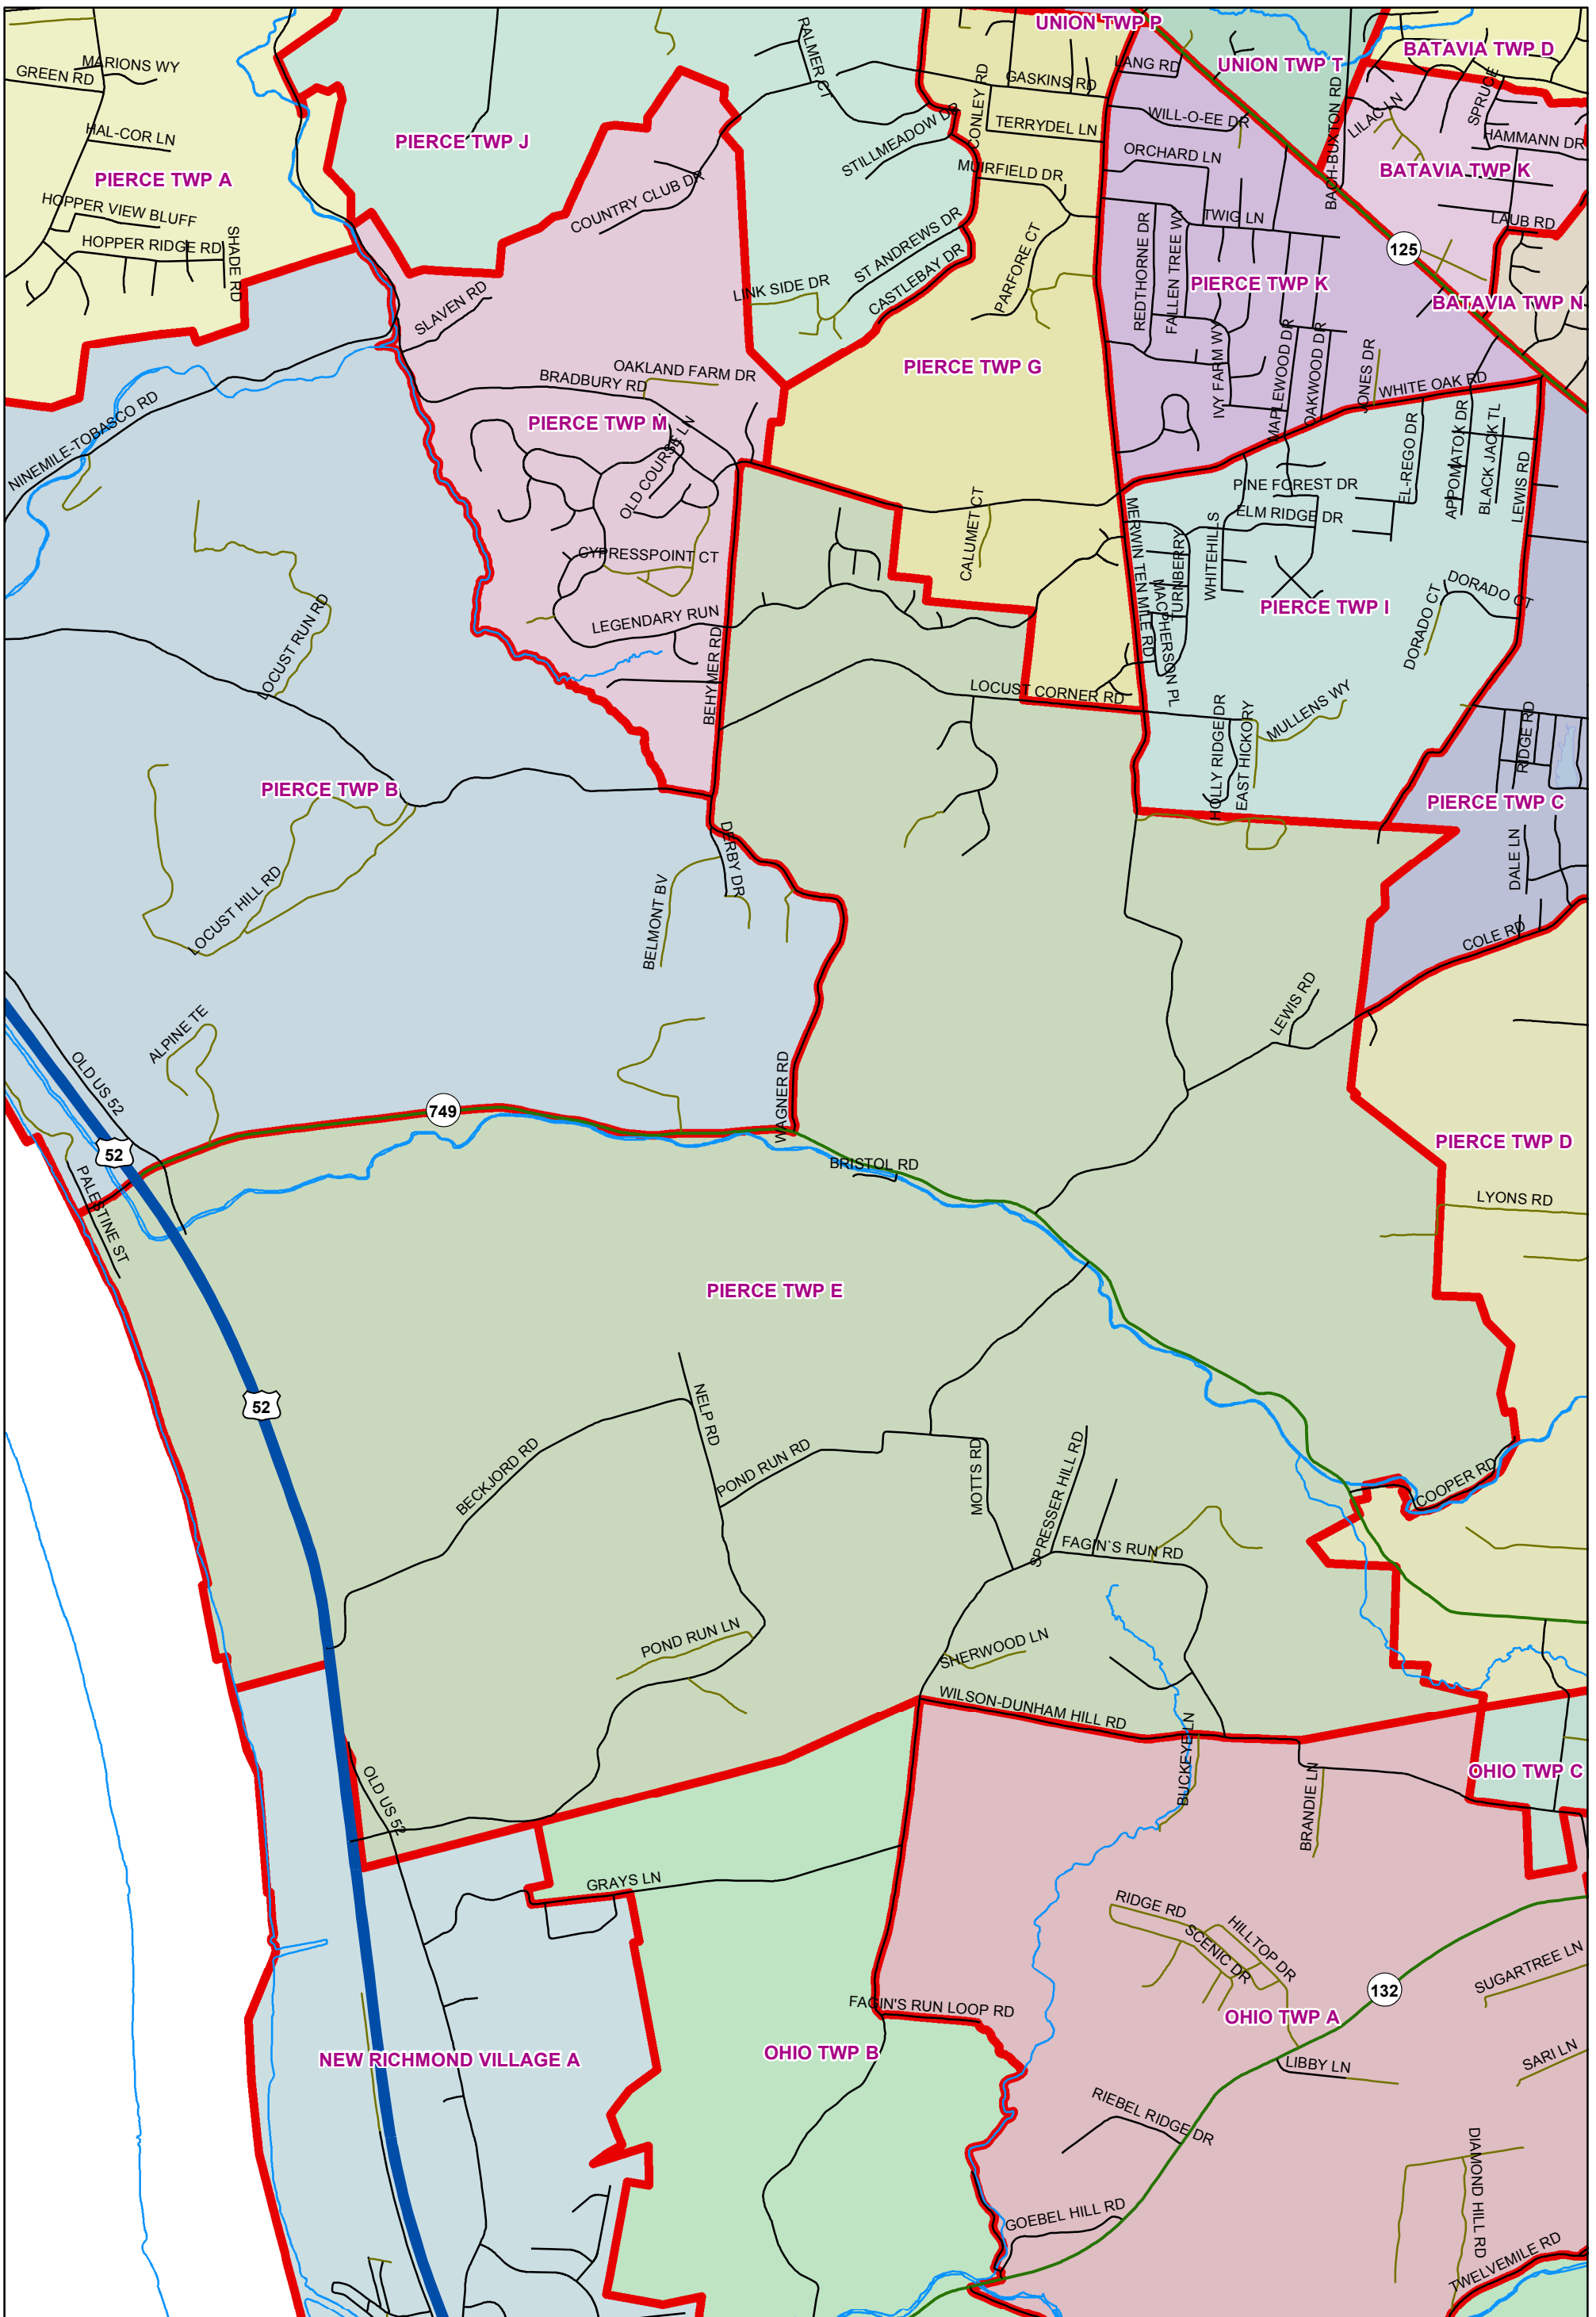 UNION TWP P
UNION TWP T
BATAVIA TWP D
MARIONS WY
GREEN RD
PALMER CT
CONLEY RD
GASKINS RD
LANG RD
BACH-BUXTON RD
LILAC LN
SPRUCE
HAL-COR LN
PIERCE TWP J
STILLMEADOW DR
TERRYDEL LN
WILL-O-EE DR
HAMMANN DR
PIERCE TWP A
COUNTRY CLUB DR
MUIRFIELD DR
ORCHARD LN
BATAVIA TWP K
HOPPER VIEW BLUFF
HOPPER RIDGE RD
SHADE RD
ST ANDREWS DR
CASTLEBAY DR
PARFORE CT
REDTHORNE DR
FALLEN TREE WY
TWIG LN
LAUB RD
125
SLAVEN RD
LINK SIDE DR
PIERCE TWP K
BATAVIA TWP N
OAKLAND FARM DR
BRADBURY RD
PIERCE TWP G
IVY FARM WY
MAPLEWOOD DR
OAKWOOD DR
JONES DR
WHITE OAK RD
NINEMILE-TOBASCO RD
PIERCE TWP M
OLD COURSE LN
EL-REGO DR
APPOMATOX DR
BLACK JACK TL
LEWIS RD
PINE FOREST DR
ELM RIDGE DR
CYPRESSPOINT CT
CALUMET CT
MERWIN TEN MILE RD
TURNBERRY
MACPHERSON PL
WHITEHILLS
DORADO CT
DORADO CT
LOCUST RUN RD
LEGENDARY RUN
BEHYMER RD
PIERCE TWP I
LOCUST CORNER RD
HOLLY RIDGE DR
EAST HICKORY
MULLENS WY
RIDGE RD
PIERCE TWP B
PIERCE TWP C
DERBY DR
DALE LN
LOCUST HILL RD
BELMONT BV
COLE RD
ALPINE TE
LEWIS RD
OLD US 52
WAGNER RD
749
52
PIERCE TWP D
BRISTOL RD
PALESTINE ST
LYONS RD
PIERCE TWP E
52
NELP RD
BECKJORD RD
POND RUN RD
MOTTS RD
SPRESSER HILL RD
COOPER RD
FAGIN`S RUN RD
POND RUN LN
SHERWOOD LN
WILSON-DUNHAM HILL RD
BUCKEYE LN
OLD US 52
BRANDIE LN
OHIO TWP C
GRAYS LN
RIDGE RD
HILLTOP DR
SCENIC DR
SUGARTREE LN
132
FAGIN'S RUN LOOP RD
OHIO TWP A
NEW RICHMOND VILLAGE A
OHIO TWP B
LIBBY LN
SARI LN
RIEBEL RIDGE DR
DIAMOND HILL RD
GOEBEL HILL RD
TWELVEMILE RD